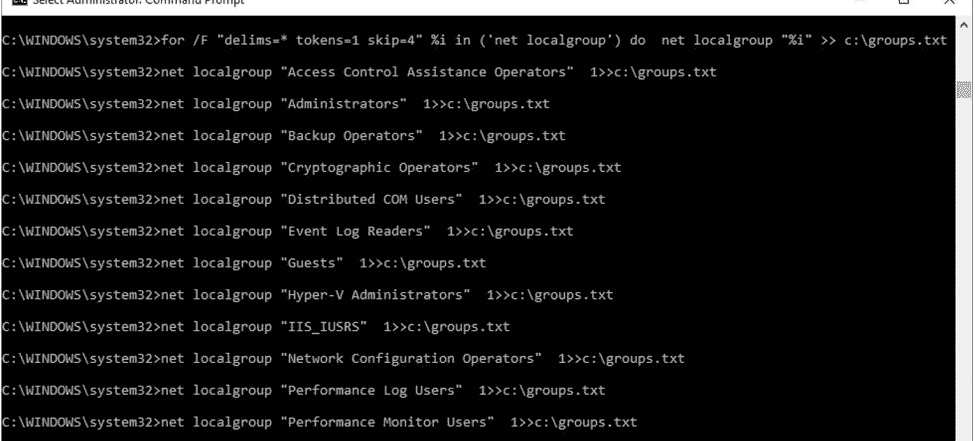 Select Administrator: Command Prompt
C:\WINDOWS\system32>for /F "delims=* tokens=1 skip=4" %i in ('net localgroup') do  net localgroup "%i" >> c:\groups.txt
C:\WINDOWS\system32>net localgroup "Access Control Assistance Operators"  1>>c:\groups.txt
C:\WINDOWS\system32>net localgroup "Administrators"  1>>c:\groups.txt
C:\WINDOWS\system32>net localgroup "Backup Operators"  1>>c:\groups.txt
C:\WINDOWS\system32>net localgroup "Cryptographic Operators"  1>>c:\groups.txt
C:\WINDOWS\system32>net localgroup "Distributed COM Users"  1>>c:\groups.txt
C:\WINDOWS\system32>net localgroup "Event Log Readers"  1>>c:\groups.txt
C:\WINDOWS\system32>net localgroup "Guests"  1>>c:\groups.txt
C:\WINDOWS\system32>net localgroup "Hyper-V Administrators"  1>>c:\groups.txt
C:\WINDOWS\system32>net localgroup "IIS_IUSRS"  1>>c:\groups.txt
C:\WINDOWS\system32>net localgroup "Network Configuration Operators"  1>>c:\groups.txt
C:\WINDOWS\system32>net localgroup "Performance Log Users"  1>>c:\groups.txt
C:\WINDOWS\system32>net localgroup "Performance Monitor Users"  1>>c:\groups.txt